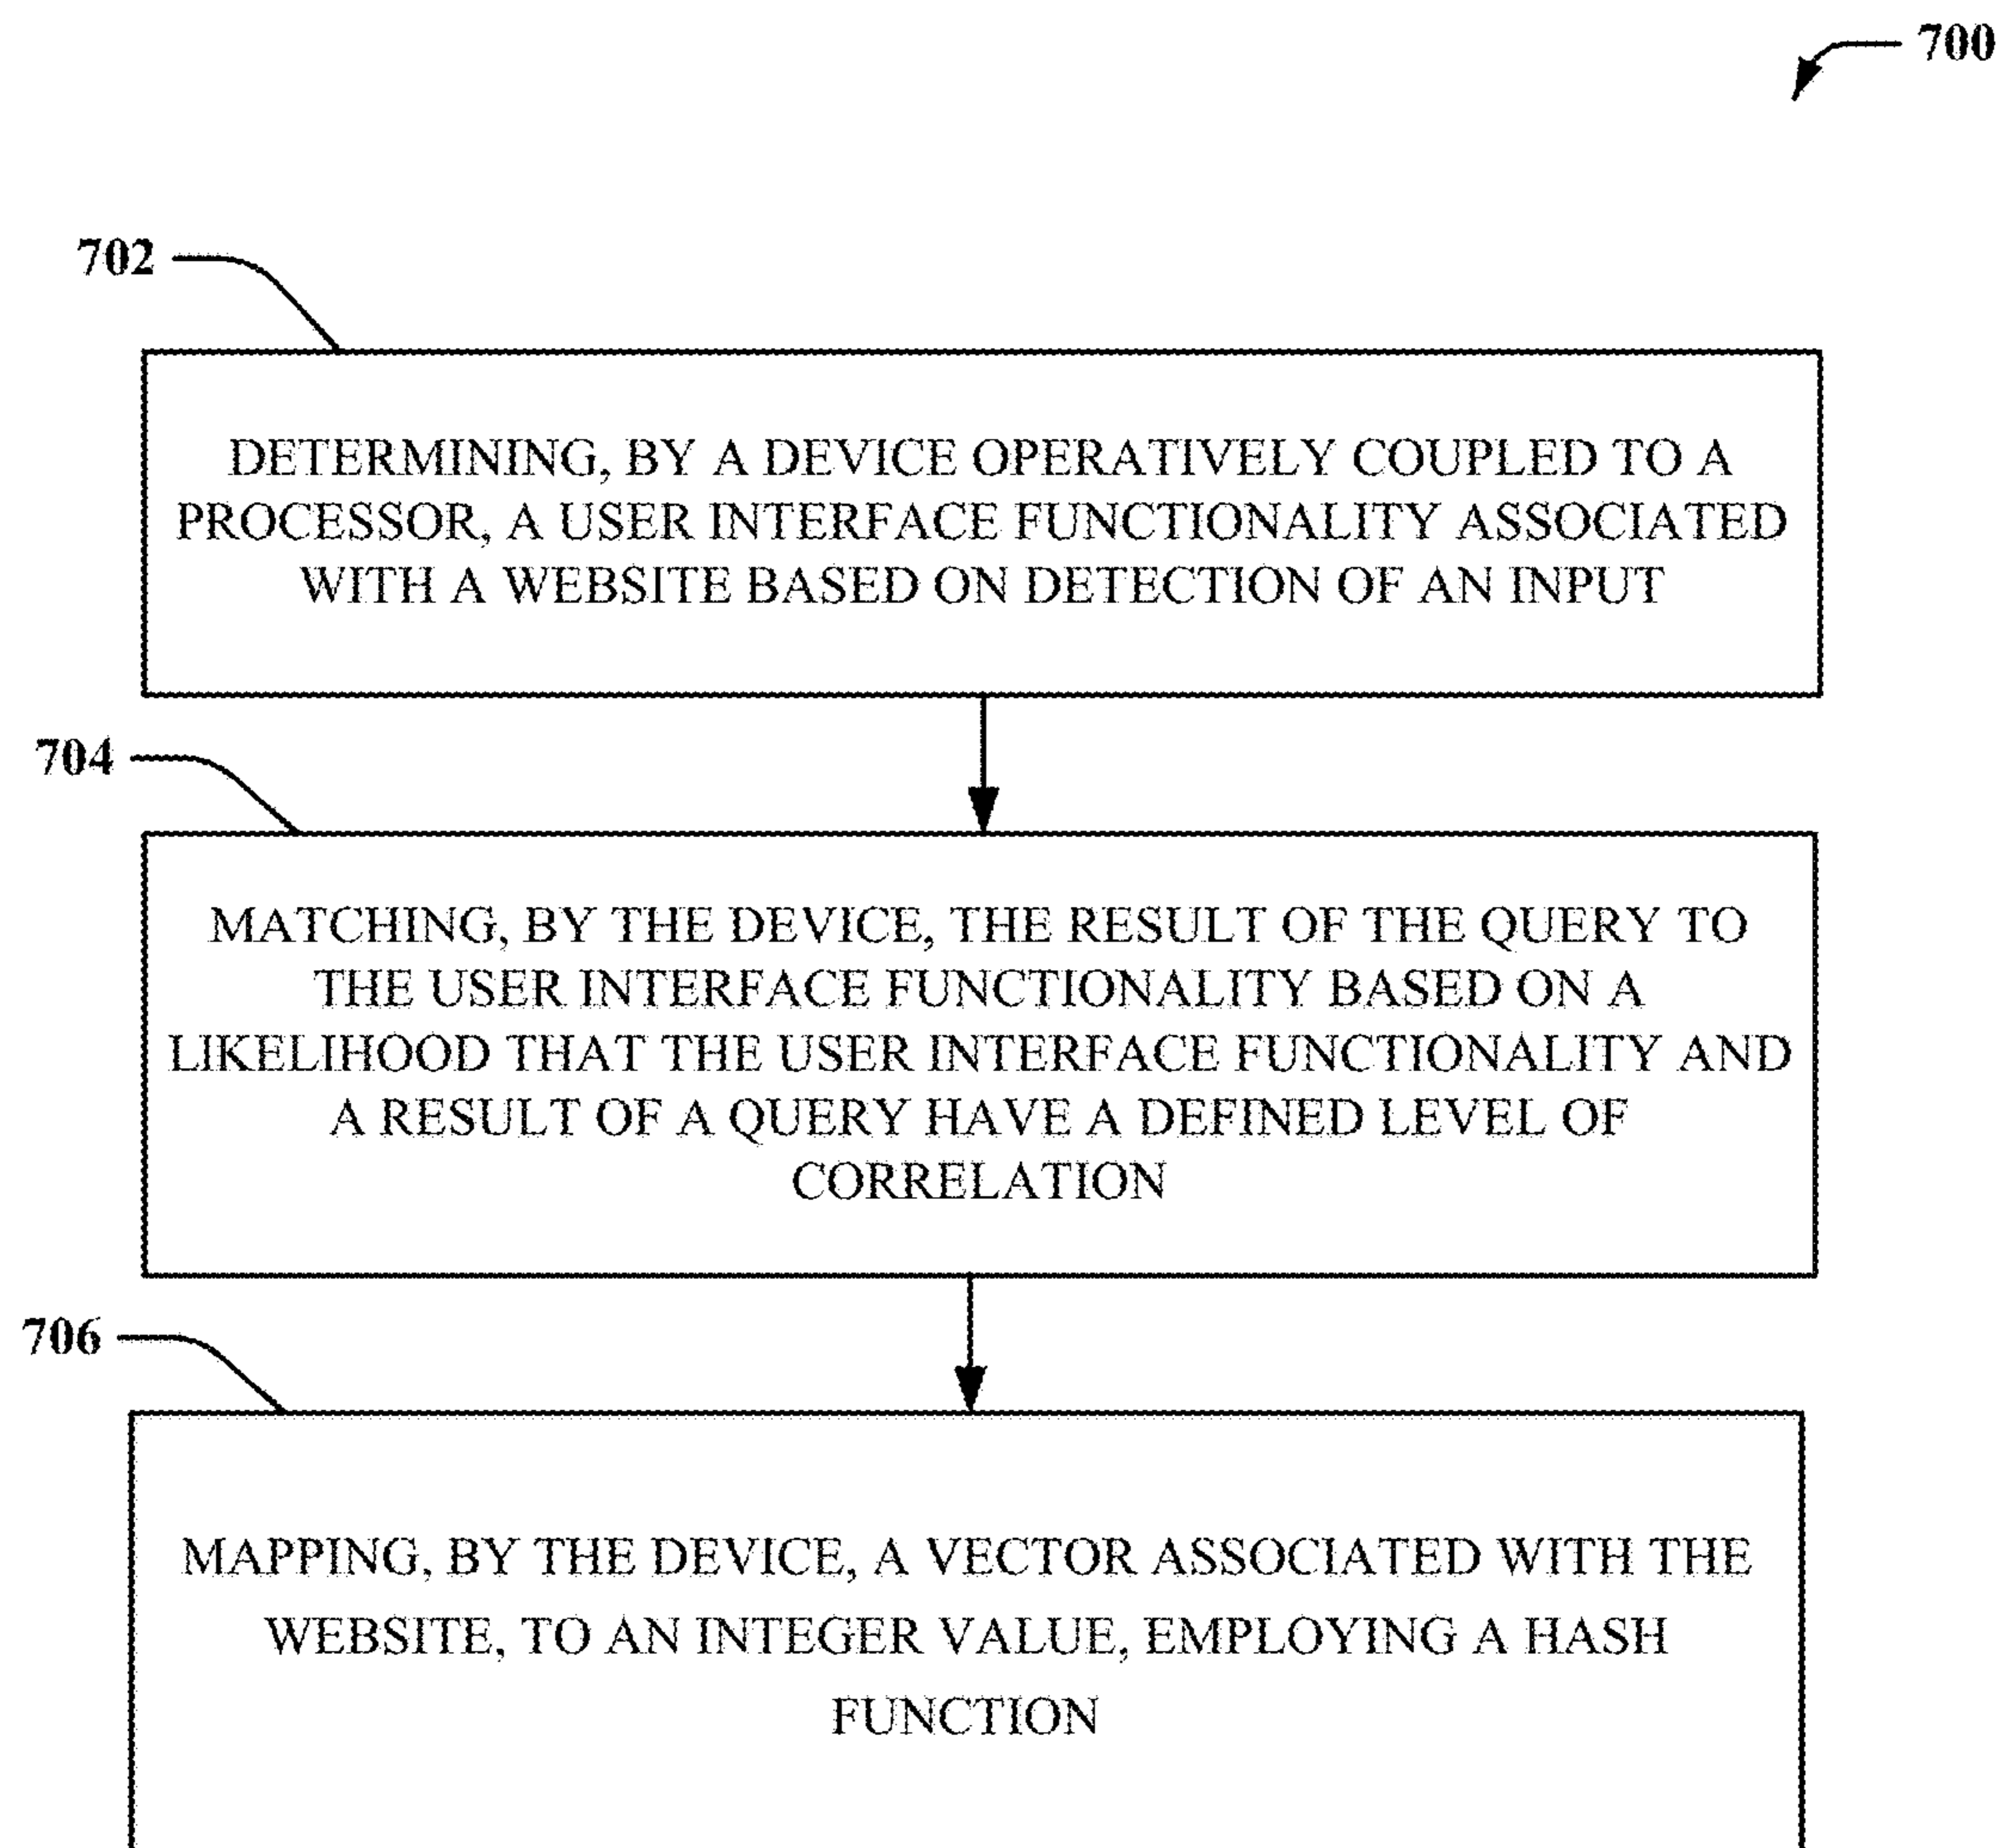 700
702
DETERMINING, BY A DEVICE OPERATIVELY COUPLED TO A
PROCESSOR, A USER INTERFACE FUNCTIONALITY ASSOCIATED
WITH A WEBSITE BASED ON DETECTION OF AN INPUT
704
MATCHING, BY THE DEVICE, THE RESULT OF THE QUERY TO
THE USER INTERFACE FUNCTIONALITY BASED ON A
LIKELIHOOD THAT THE USER INTERFACE FUNCTIONALITY AND
A RESULT OF A QUERY HAVE A DEFINED LEVEL OF
CORRELATION
706
MAPPING, BY THE DEVICE, A VECTOR ASSOCIATED WITH THE
WEBSITE, TO AN INTEGER VALUE, EMPLOYING A HASH
FUNCTION